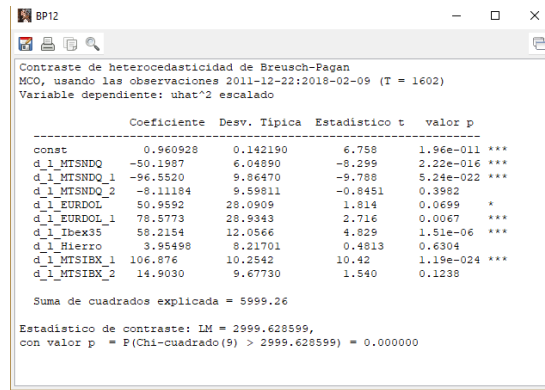 BP12
Contraste de heterocedasticidad de Breusch-Pagan
MCO, usando las observaciones 2011-12-22:2018-02-09 (T = 1602)
Variable dependiente: uhat^2 escalado
Coeficiente Desv. Típica Estadístico t valor p
const 0.960928 0.142190 6.758 1.96e-011 ***
d_l_MTSNDQ −50.1987 6.04890 −8.299 2.22e-016 ***
d_l_MTSNDQ_1 −96.5520 9.86470 −9.788 5.24e-022 ***
d_l_MTSNDQ_2 −8.11184 9.59811 −0.8451 0.3982
d_l_EURDOL 50.9592 28.0909 1.814 0.0699 *
d_l_EURDOL_1 78.5773 28.9343 2.716 0.0067 ***
d_l_Ibex35 58.2154 12.0566 4.829 1.51e-06 ***
d_l_Hierro 3.95498 8.21701 0.4813 0.6304
d_l_MTSIBX_1 106.876 10.2542 10.42 1.19e-024 ***
d_l_MTSIBX_2 14.9030 9.67730 1.540 0.1238
Suma de cuadrados explicada = 5999.26
Estadístico de contraste: LM = 2999.628599,
con valor p = P(Chi-cuadrado(9) > 2999.628599) = 0.000000